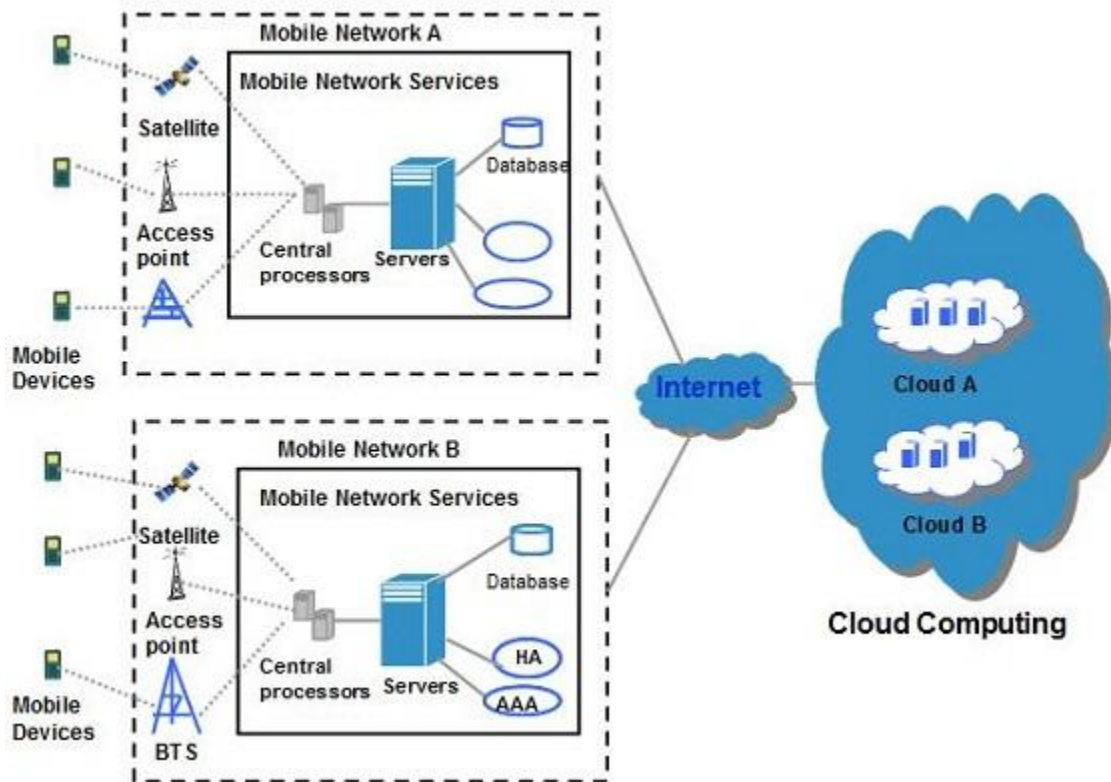 Mobile Network A
Mobile Network Services
Satellite
Database
Access
point
Central
processors
Servers
Mobile
Devices
Internet
Cloud A
Cloud B
Cloud Computing
Mobile Network B
Mobile Network Services
Satellite
Database
Access
point
Central
processors
Servers
HA
AAA
Mobile
Devices
BTS